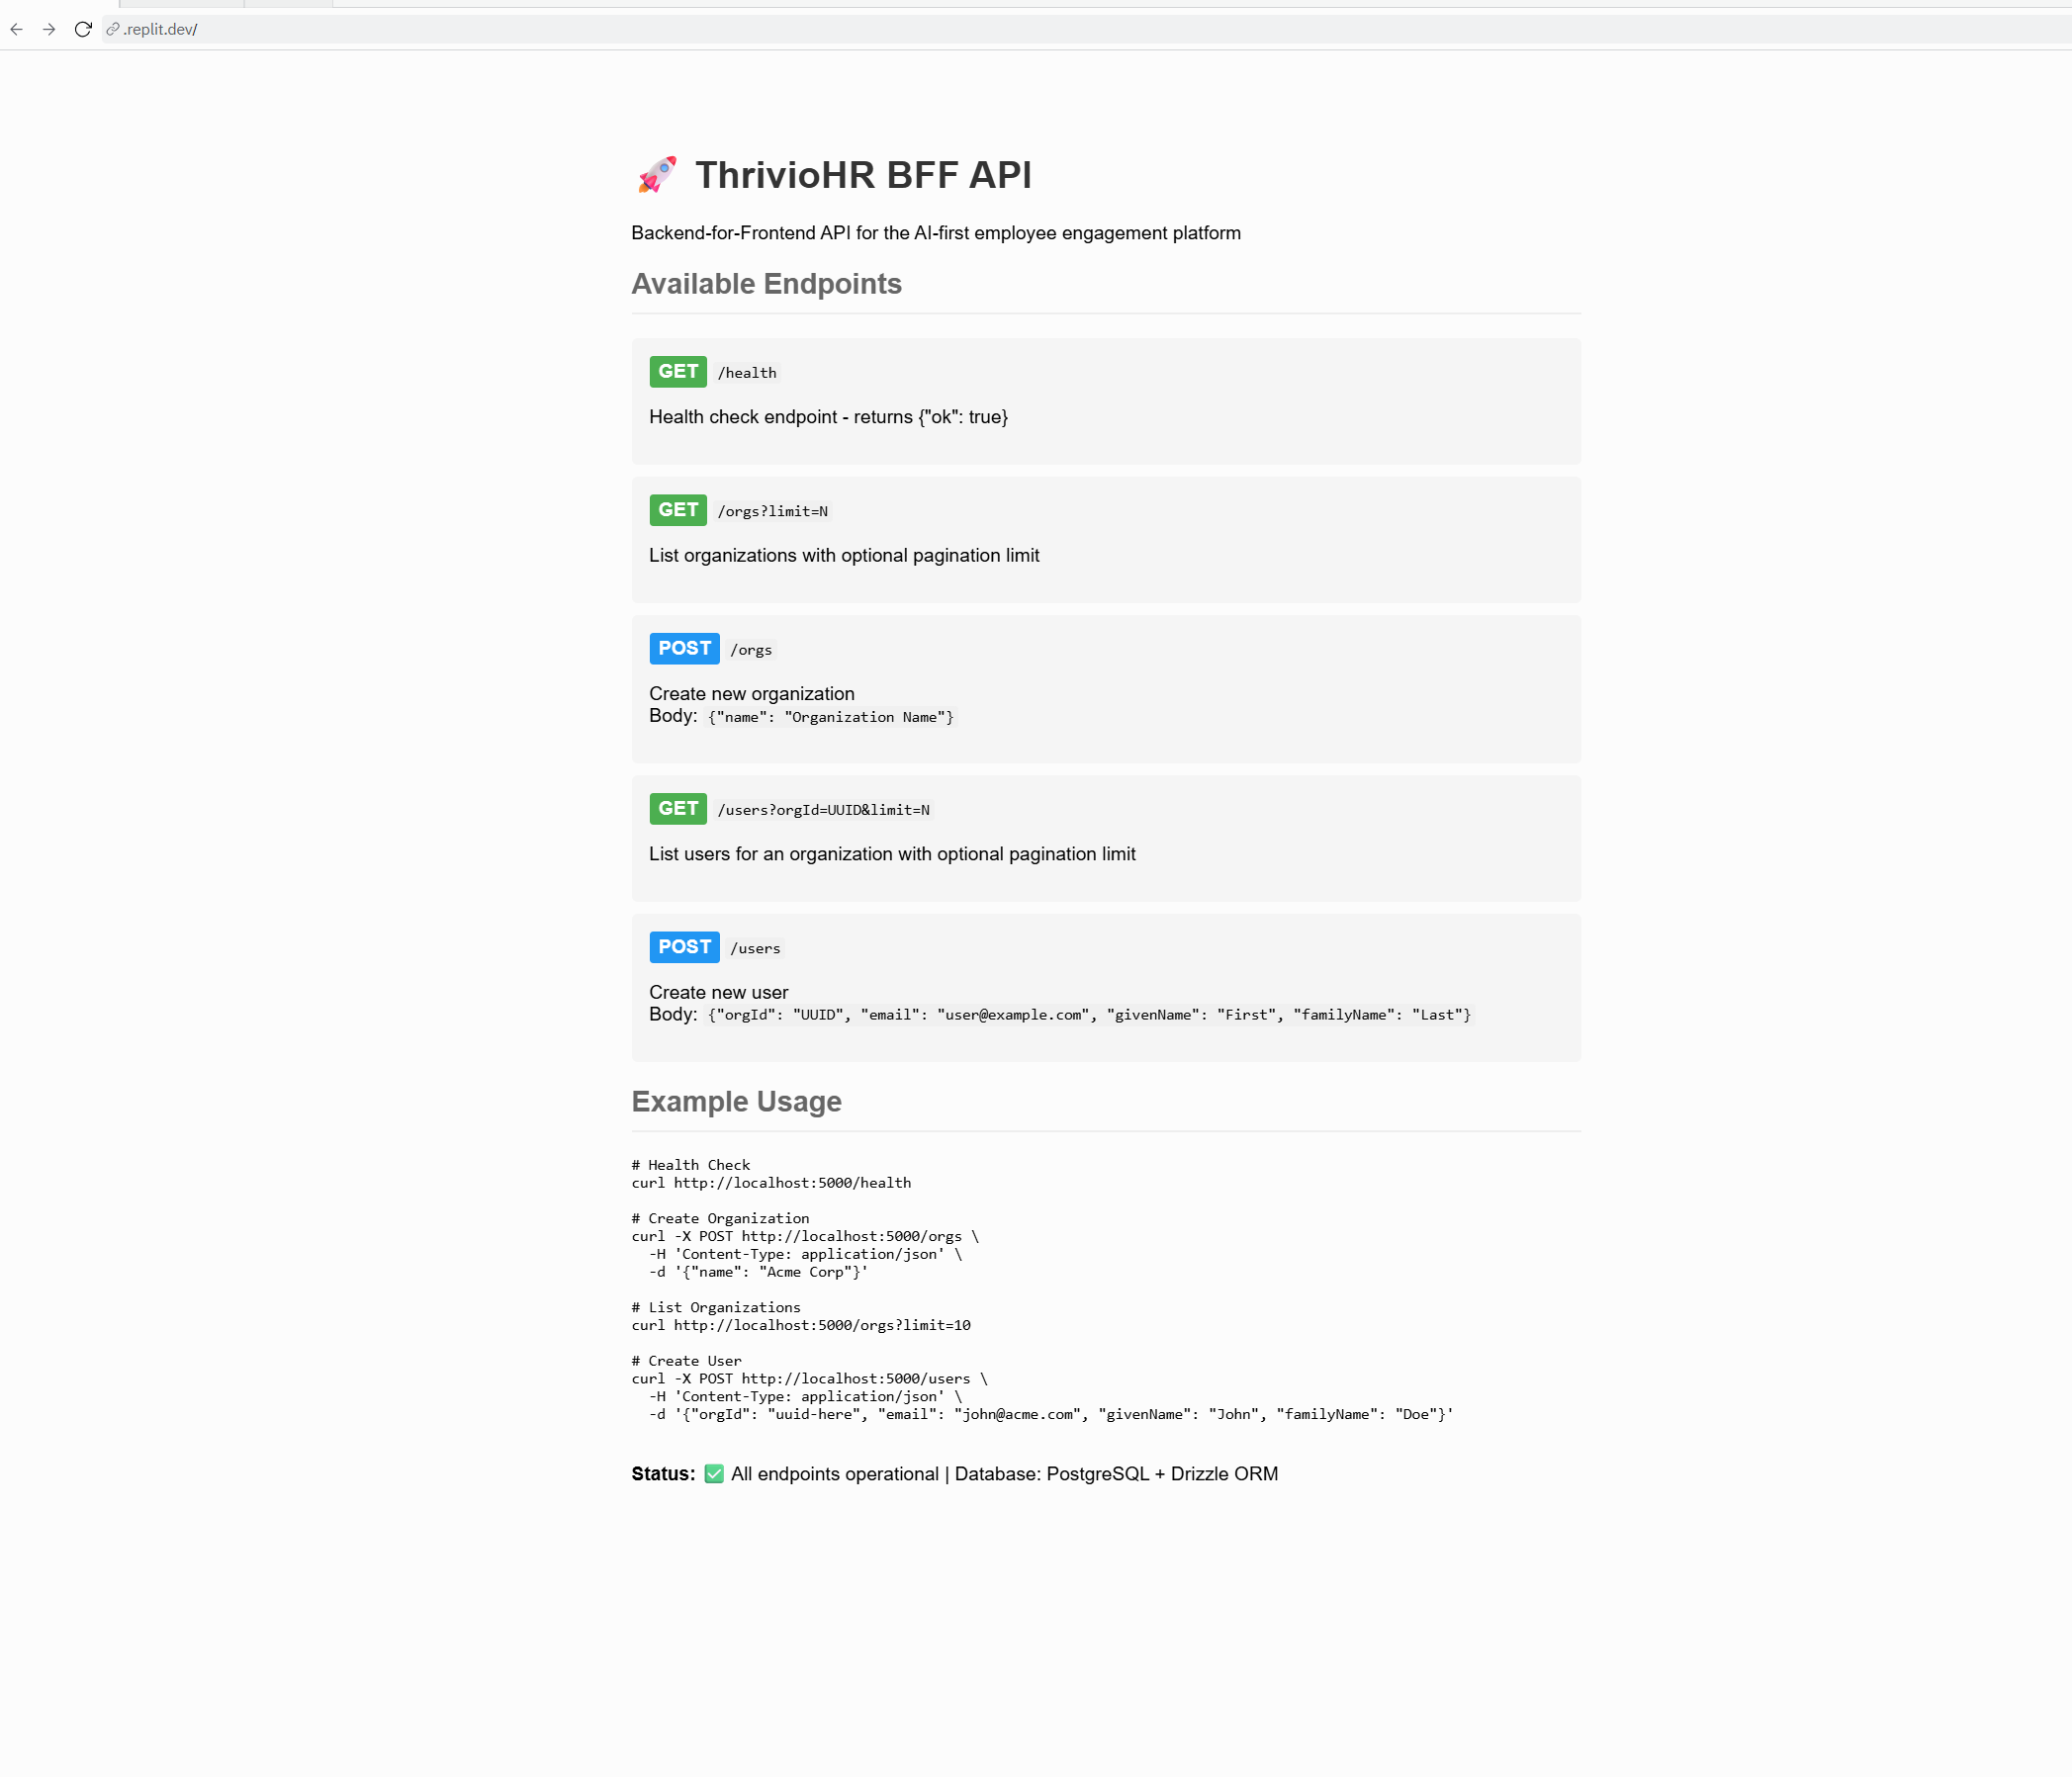 .replit.dev/
🚀 ThrivioHR BFF API
Backend-for-Frontend API for the AI-first employee engagement platform
Available Endpoints
GET /health
Health check endpoint - returns {"ok": true}
GET /orgs?limit=N
List organizations with optional pagination limit
POST /orgs
Create new organization
Body: {"name": "Organization Name"}
GET /users?orgId=UUID&limit=N
List users for an organization with optional pagination limit
POST /users
Create new user
Body: {"orgId": "UUID", "email": "user@example.com", "givenName": "First", "familyName": "Last"}
Example Usage
# Health Check
curl http://localhost:5000/health
# Create Organization
curl -X POST http://localhost:5000/orgs \
  -H 'Content-Type: application/json' \
  -d '{"name": "Acme Corp"}'
# List Organizations
curl http://localhost:5000/orgs?limit=10
# Create User
curl -X POST http://localhost:5000/users \
  -H 'Content-Type: application/json' \
  -d '{"orgId": "uuid-here", "email": "john@acme.com", "givenName": "John", "familyName": "Doe"}'
Status: ✅ All endpoints operational | Database: PostgreSQL + Drizzle ORM